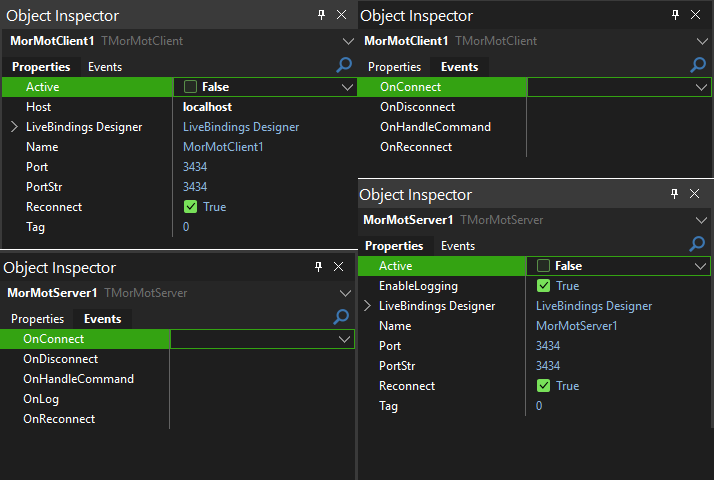 Object Inspector
MorMotClient1 TMorMotClient
Properties Events
Active False
Host localhost
LiveBindings Designer LiveBindings Designer
Name MorMotClient1
Port 3434
PortStr 3434
Reconnect True
Tag 0
Object Inspector
MorMotClient1 TMorMotClient
Properties Events
OnConnect
OnDisconnect
OnHandleCommand
OnReconnect
Object Inspector
MorMotServer1 TMorMotServer
Properties Events
OnConnect
OnDisconnect
OnHandleCommand
OnLog
OnReconnect
Object Inspector
MorMotServer1 TMorMotServer
Properties Events
Active False
EnableLogging True
LiveBindings Designer LiveBindings Designer
Name MorMotServer1
Port 3434
PortStr 3434
Reconnect True
Tag 0